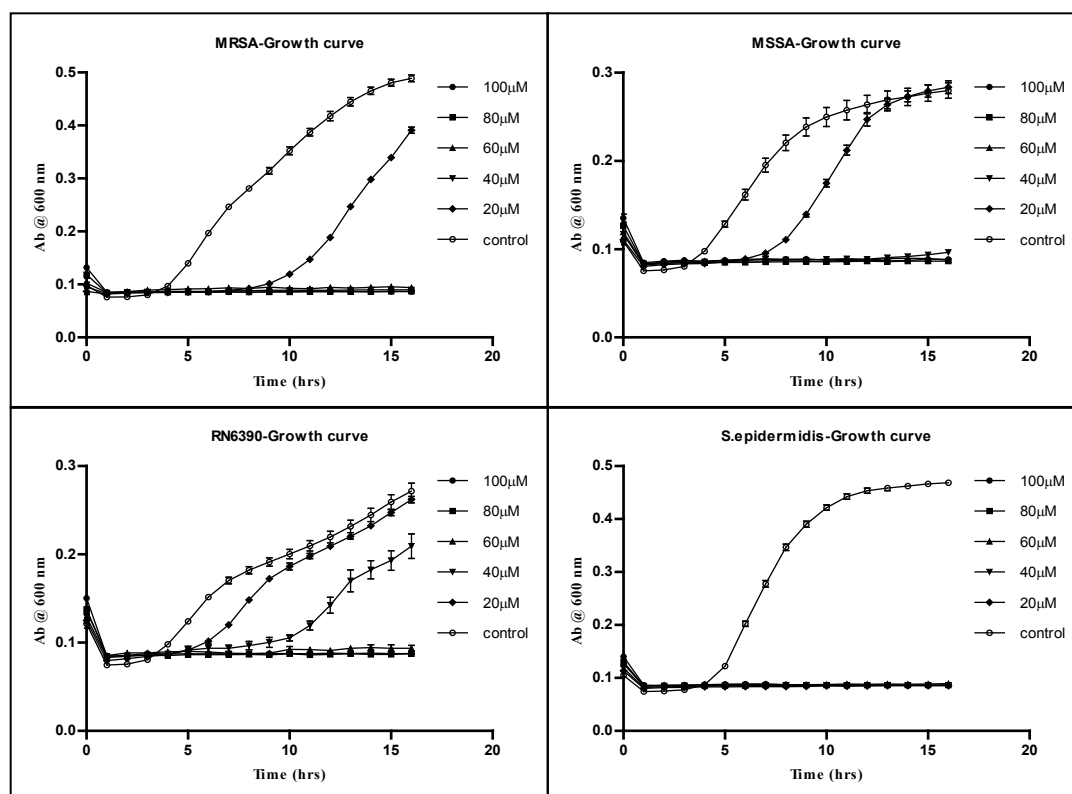 MRSA-Growth curve
0.5
0.4
0.3
0.2
0.1
0.0
Ab @ 600 nm
0 5 10 15 20
Time (hrs)
100μM
80μM
60μM
40μM
20μM
control
MSSA-Growth curve
0.3
0.2
0.1
0.0
Ab @ 600 nm
0 5 10 15 20
Time (hrs)
100μM
80μM
60μM
40μM
20μM
control
RN6390-Growth curve
0.3
0.2
0.1
0.0
Ab @ 600 nm
0 5 10 15 20
Time (hrs)
100μM
80μM
60μM
40μM
20μM
control
S.epidermidis-Growth curve
0.5
0.4
0.3
0.2
0.1
0.0
Ab @ 600 nm
0 5 10 15 20
Time (hrs)
100μM
80μM
60μM
40μM
20μM
control